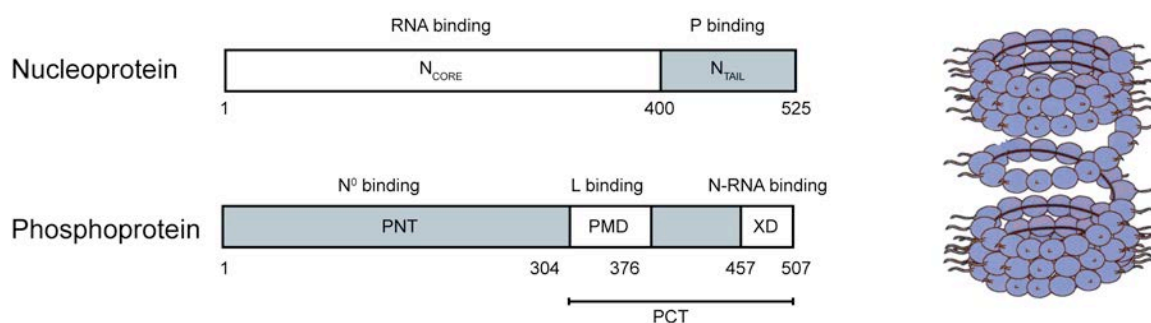 RNA binding P binding
Nucleoprotein N_CORE N_TAIL
1 400 525
N⁰ binding L binding N-RNA binding
Phosphoprotein PNT PMD XD
1 304 376 457 507
PCT